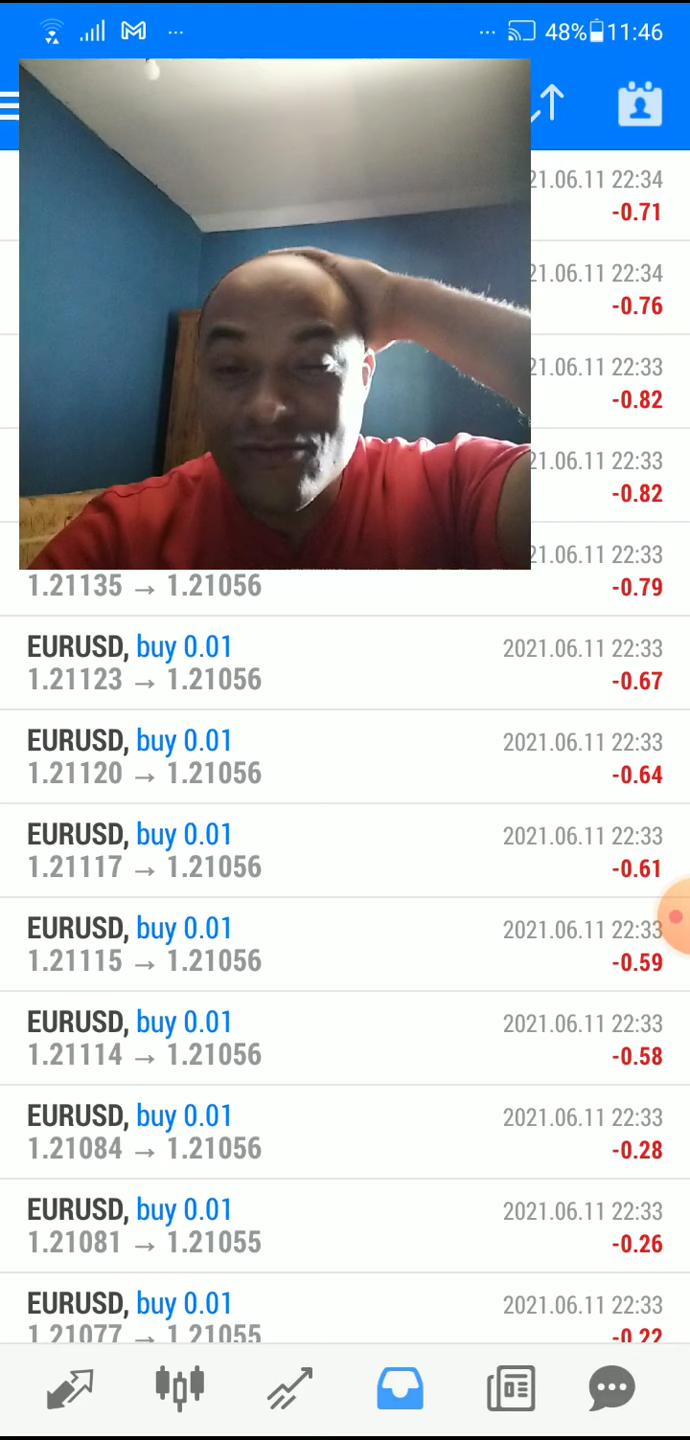 48% 11:46
21.06.11 22:34
-0.71
21.06.11 22:34
-0.76
21.06.11 22:33
-0.82
21.06.11 22:33
-0.82
21.06.11 22:33
1.21135 → 1.21056 -0.79
EURUSD, buy 0.01 2021.06.11 22:33
1.21123 → 1.21056 -0.67
EURUSD, buy 0.01 2021.06.11 22:33
1.21120 → 1.21056 -0.64
EURUSD, buy 0.01 2021.06.11 22:33
1.21117 → 1.21056 -0.61
EURUSD, buy 0.01 2021.06.11 22:33
1.21115 → 1.21056 -0.59
EURUSD, buy 0.01 2021.06.11 22:33
1.21114 → 1.21056 -0.58
EURUSD, buy 0.01 2021.06.11 22:33
1.21084 → 1.21056 -0.28
EURUSD, buy 0.01 2021.06.11 22:33
1.21081 → 1.21055 -0.26
EURUSD, buy 0.01 2021.06.11 22:33
1.21077 → 1.21055 -0.22